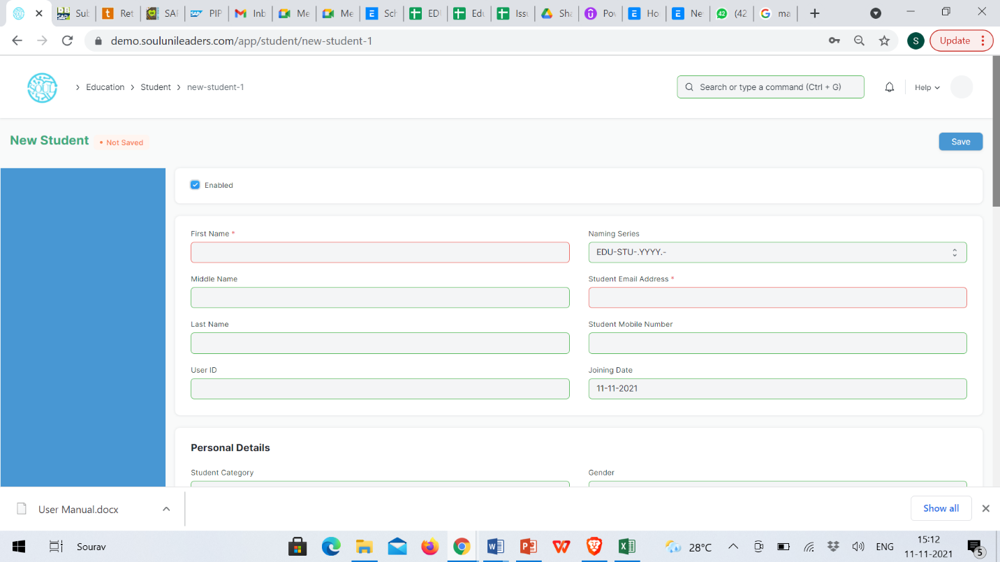 Sub
Ret
SAP
PIP
Inb
Me
Me
Sch
EDU
Edu
Issu
Sha
Pov
Ho
Ne
(42
ma
demo.soulunileaders.com/app/student/new-student-1
S
Update
SOUL
Education
Student
new-student-1
Search or type a command (Ctrl + G)
Help
New Student
• Not Saved
Save
Enabled
First Name *
Naming Series
EDU-STU-.YYYY.-
Middle Name
Student Email Address *
Last Name
Student Mobile Number
User ID
Joining Date
11-11-2021
Personal Details
Student Category
Gender
User Manual.docx
Show all
Sourav
28°C
ENG
15:12
11-11-2021
5